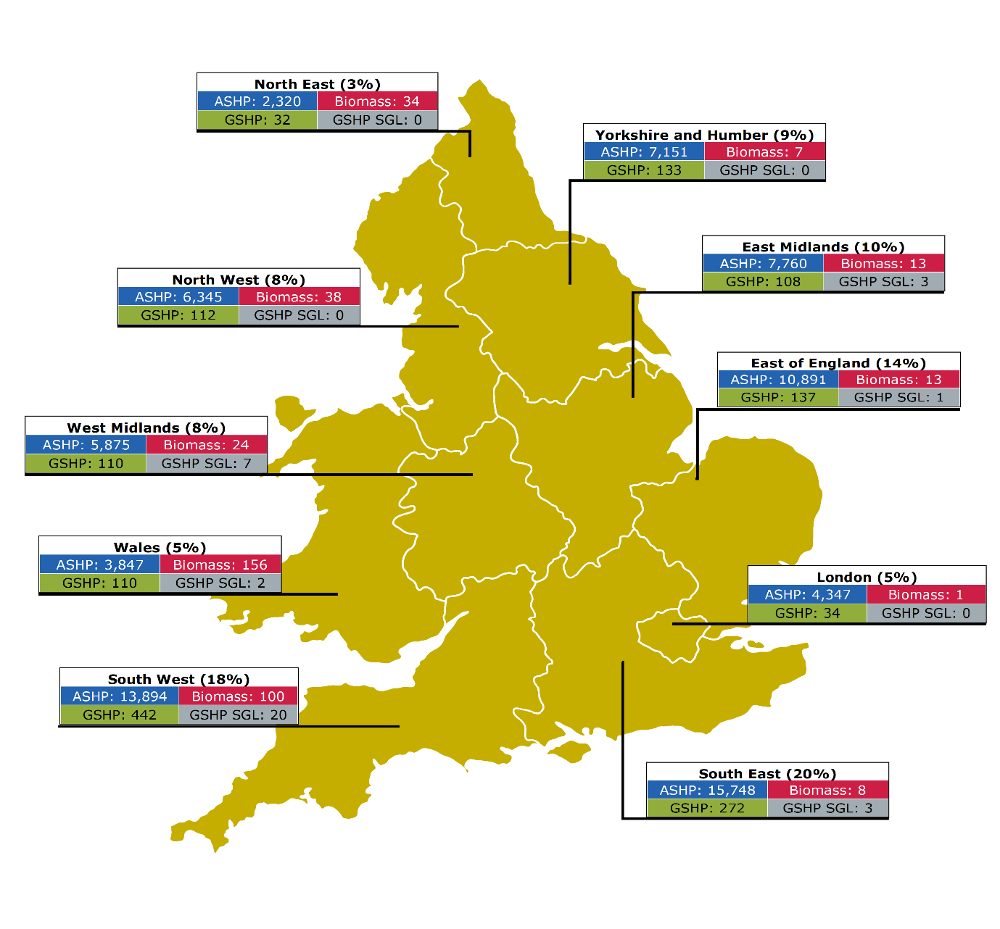 North East (3%)
ASHP: 2,320 Biomass: 34
GSHP: 32 GSHP SGL: 0
Yorkshire and Humber (9%)
ASHP: 7,151 Biomass: 7
GSHP: 133 GSHP SGL: 0
East Midlands (10%)
ASHP: 7,760 Biomass: 13
GSHP: 108 GSHP SGL: 3
North West (8%)
ASHP: 6,345 Biomass: 38
GSHP: 112 GSHP SGL: 0
East of England (14%)
ASHP: 10,891 Biomass: 13
GSHP: 137 GSHP SGL: 1
West Midlands (8%)
ASHP: 5,875 Biomass: 24
GSHP: 110 GSHP SGL: 7
Wales (5%)
ASHP: 3,847 Biomass: 156
GSHP: 110 GSHP SGL: 2
London (5%)
ASHP: 4,347 Biomass: 1
GSHP: 34 GSHP SGL: 0
South West (18%)
ASHP: 13,894 Biomass: 100
GSHP: 442 GSHP SGL: 20
South East (20%)
ASHP: 15,748 Biomass: 8
GSHP: 272 GSHP SGL: 3